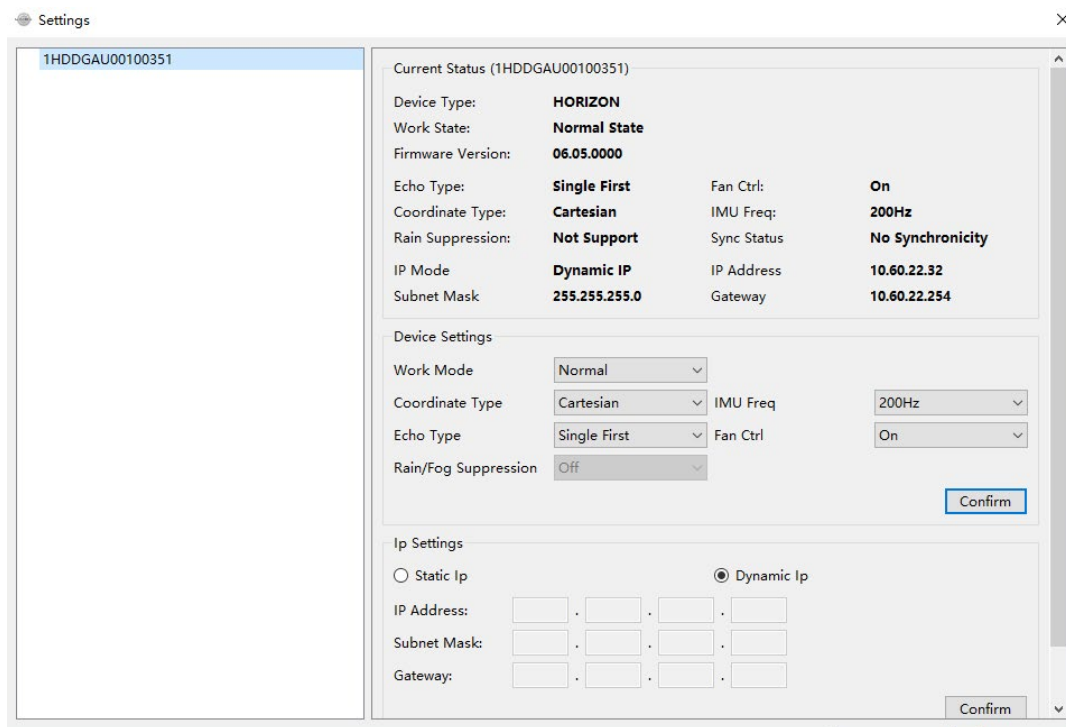 Settings
1HDDGAU00100351
Current Status (1HDDGAU00100351)
Device Type: HORIZON
Work State: Normal State
Firmware Version: 06.05.0000
Echo Type: Single First Fan Ctrl: On
Coordinate Type: Cartesian IMU Freq: 200Hz
Rain Suppression: Not Support Sync Status No Synchronicity
IP Mode Dynamic IP IP Address 10.60.22.32
Subnet Mask 255.255.255.0 Gateway 10.60.22.254
Device Settings
Work Mode Normal
Coordinate Type Cartesian IMU Freq 200Hz
Echo Type Single First Fan Ctrl On
Rain/Fog Suppression Off
Confirm
Ip Settings
Static Ip Dynamic Ip
IP Address: . . .
Subnet Mask: . . .
Gateway: . . .
Confirm